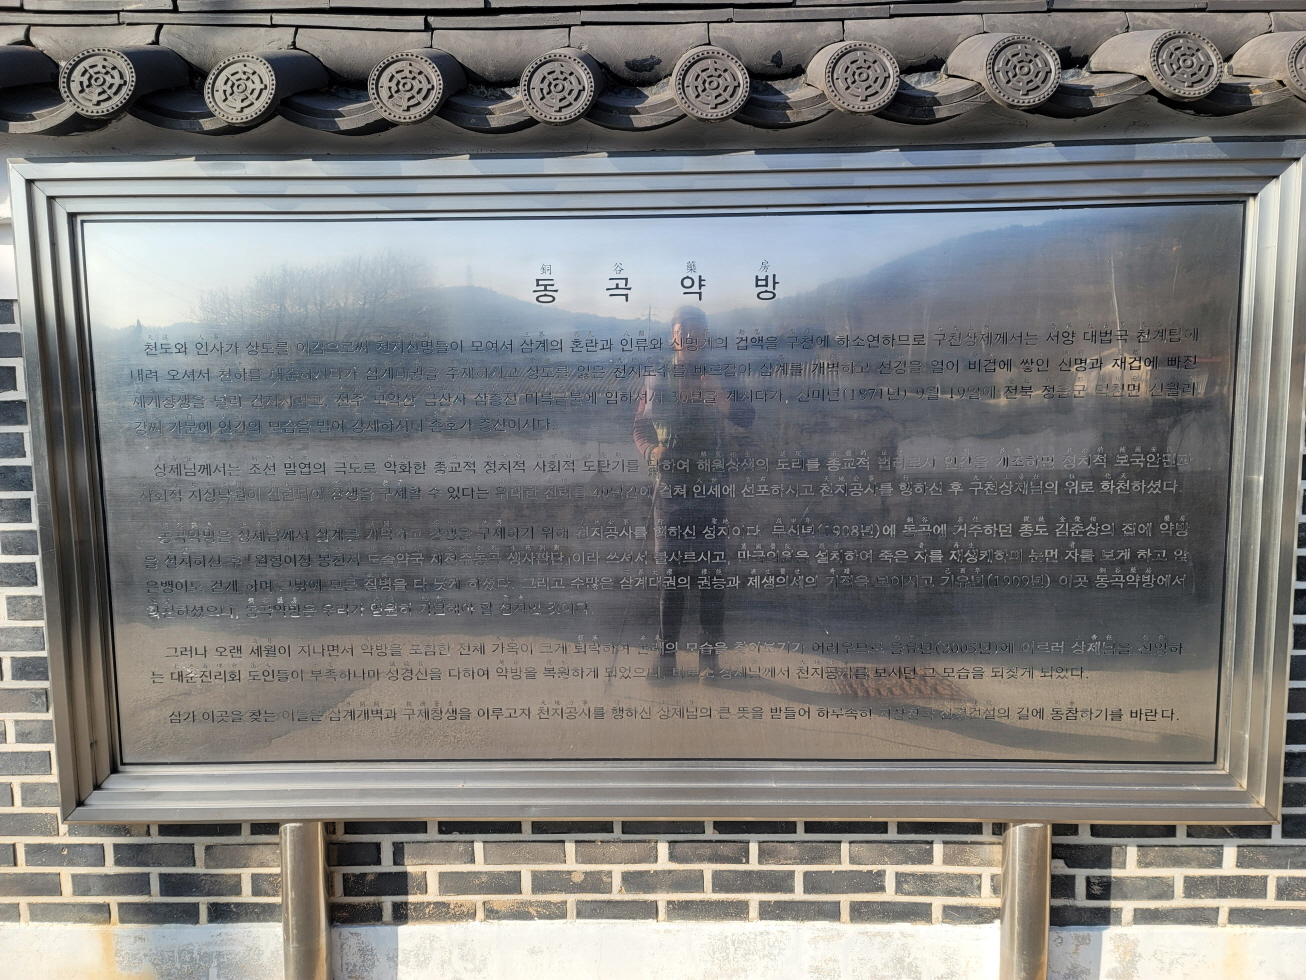 銅谷藥房
동곡약방
천도와 인사가 상도를 어김으로써 천지신명들이 모여서 삼계의 혼란과 인류와 신명계의 겁액을 구천에 하소연하므로 구천상제께서는 서양 대법국 천계탑에
내려 오셔서 천하를 삼계대권을 주재하시고 상도를 잃은 천지도수를 바로잡아 삼계를 개벽하고 선경을 열어 비겁에 쌓인 신명과 재겁에 빠진
세계창생을 널리 건지시려고 전주 모악산 금산사 삼층전 미륵금불에 임하셔서 30년을 계시다가, 신미년(1871년) 9월 19일에 전북 정읍군 덕천면 신월리
강씨 가문에 인간의 모습을 빌어 강세하시니 존호가 증산이시다.
상제님께서는 조선 말엽의 극도로 악화한 종교적 정치적 사회적 도탄기를 당하여 해원상생의 도리를 종교적 법리로서 인간을 개조하면 정치적 보국안민과
사회적 지상낙원이 실현되어 창생을 구제할 수 있다는 위대한 진리를 40년간에 걸쳐 인세에 선포하시고 천지공사를 행하신 후 구천상제님의 위로 화천하셨다.
동곡약방은 상제님께서 삼계를 개벽하고 창생을 구제하기 위해 천지공사를 행하신 성지이다. 무신년(1908년)에 동곡에 거주하던 종도 김준상의 집에 약방
을 설치하신 후「원형이정 봉천지 도술약국 재전주동곡 생사판단」이라 쓰셔서 불사르시고, 만국의원을 설치하여 죽은 자를 재생케하며 눈먼 자를 보게 하고 앉
은뱅이도 걷게 하며 그밖에 모든 질병을 다 낫게 하셨다. 그리고 수많은 삼계대권의 권능과 제생의세의 기적을 보이시고 기유년(1909년) 이곳 동곡약방에서
화천하셨으니, 동곡약방은 우리가 영원히 기념해야 할 성지인 것이다.
그러나 오랜 세월이 지나면서 약방을 포함한 전체 가옥이 크게 퇴락하여 본래의 모습을 찾아보기가 어려우므로 을유년(2005년)에 이르러 상제님을 신앙하
는 대순진리회 도인들이 부족하나마 성경신을 다하여 약방을 복원하게 되었으니, 비로소 상제님께서 천지공사를 보시던 그 모습을 되찾게 되었다.
삼가 이곳을 찾는 이들은 삼계개벽과 구제창생을 이루고자 천지공사를 행하신 상제님의 큰 뜻을 받들어 하루속히 지상천국 건설의 길에 동참하기를 바란다.